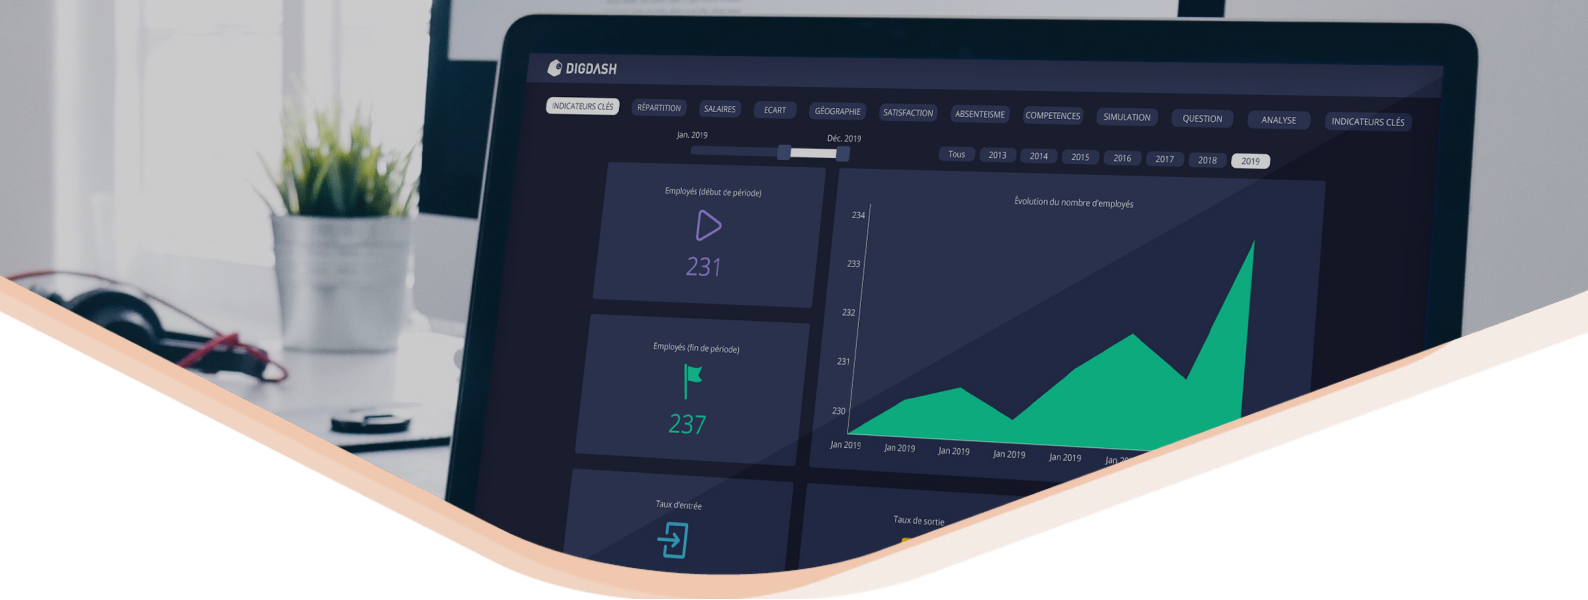 DIGDASH
INDICATEURS CLÉS RÉPARTITION SALAIRES ECART GÉOGRAPHIE SATISFACTION ABSENTEISME COMPETENCES SIMULATION QUESTION ANALYSE INDICATEURS CLÉS
Jan. 2019 Déc. 2019
Tous 2013 2014 2015 2016 2017 2018 2019
Employés (début de période)
231
Évolution du nombre d'employés
234
233
232
231
230
Jan 2019 Jan 2019 Jan 2019 Jan 2019 Jan 2019 Jan
Employés (fin de période)
237
Taux d'entrée
Taux de sortie